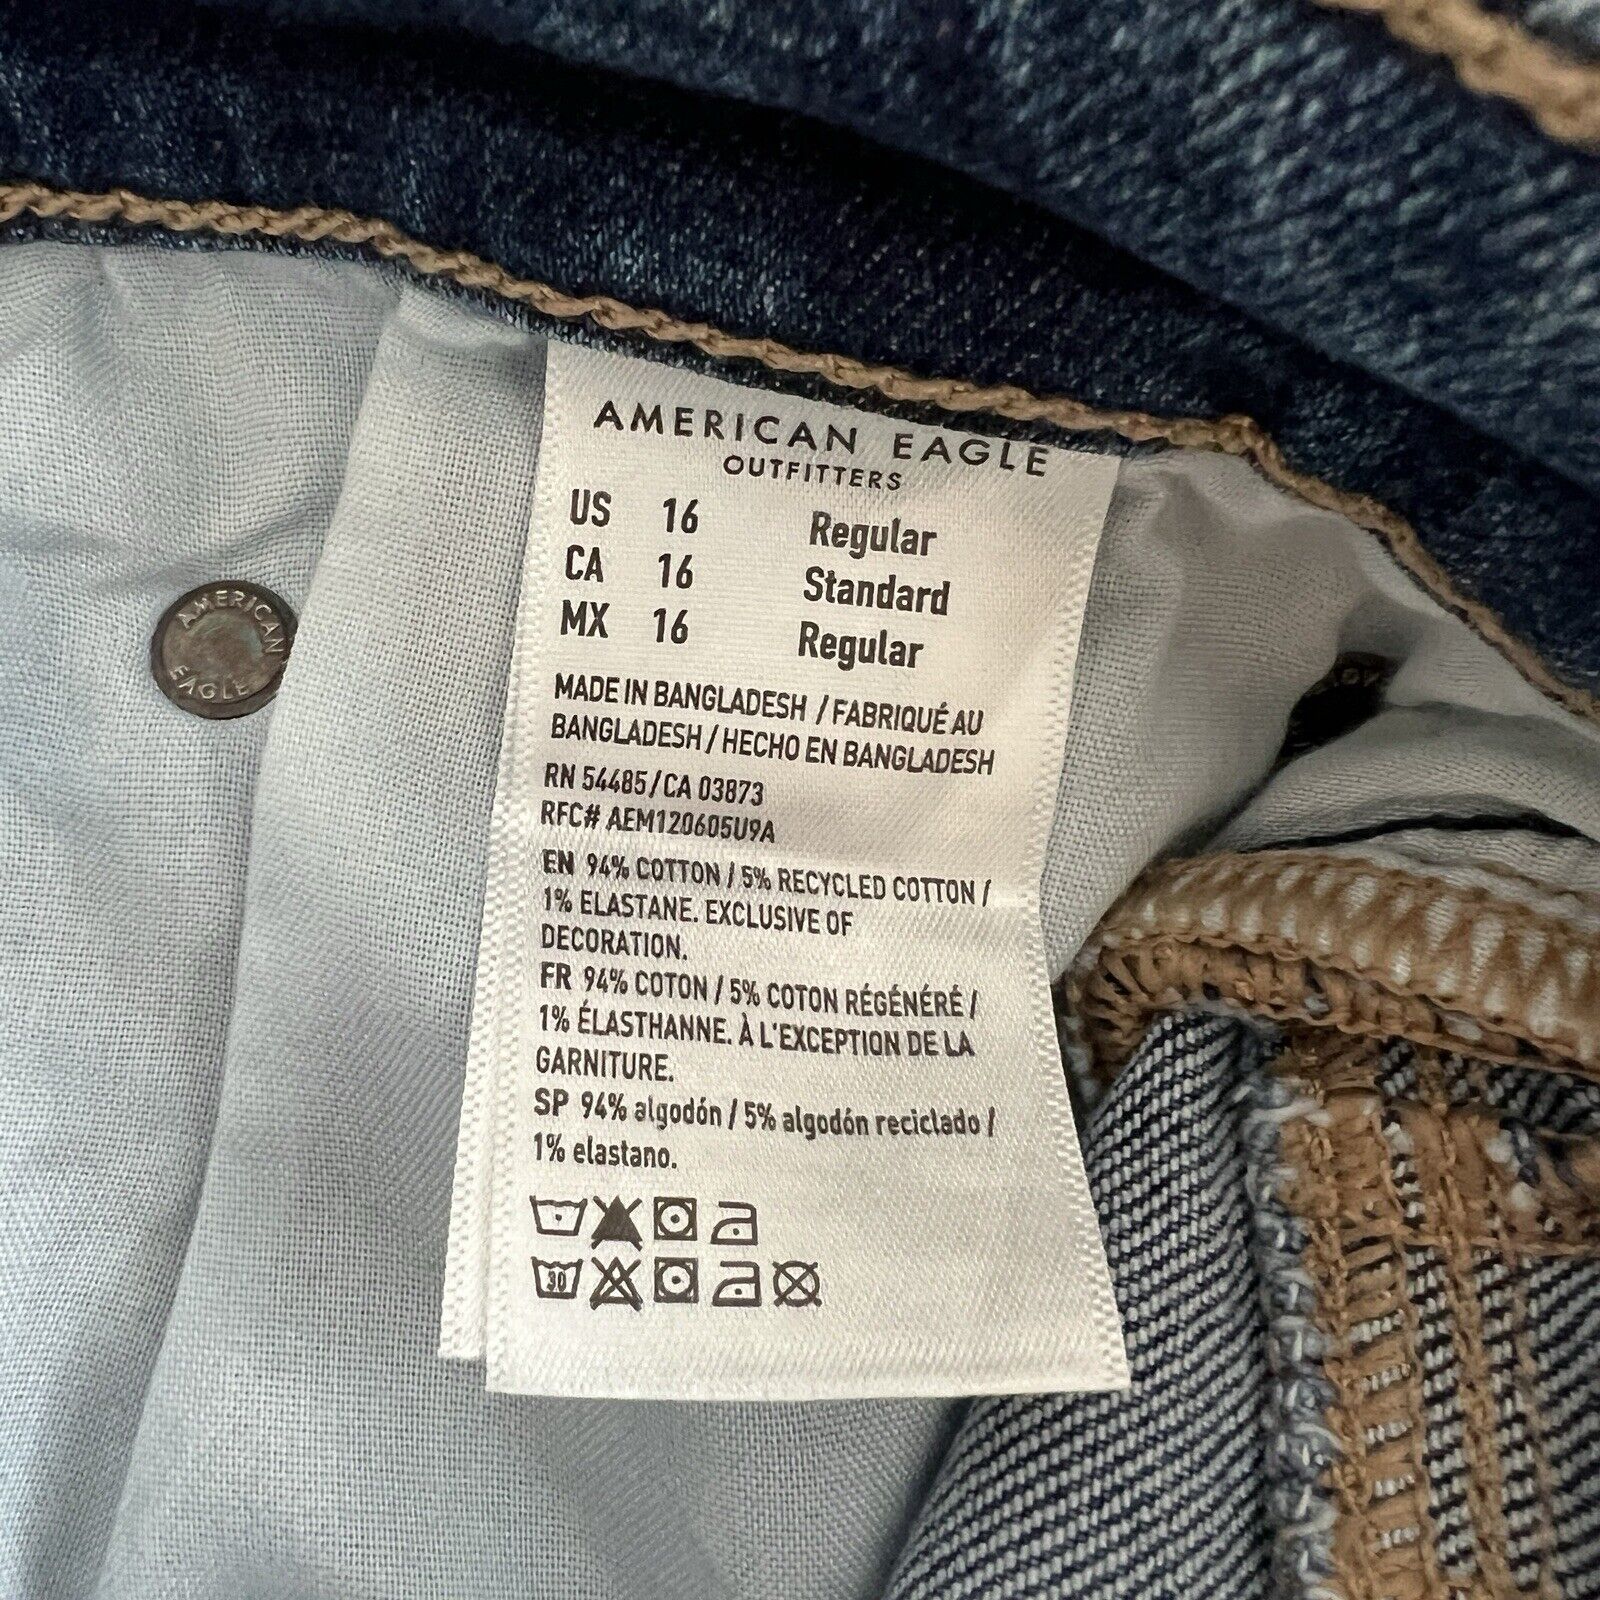 AMERICAN EAGLE
OUTFITTERS
US 16 Regular
CA 16 Standard
MX 16 Regular
MADE IN BANGLADESH / FABRIQUÉ AU
BANGLADESH / HECHO EN BANGLADESH
RN 54485/CA 03873
RFC# AEM120605U9A
EN 94% COTTON / 5% RECYCLED COTTON /
1% ELASTANE. EXCLUSIVE OF
DECORATION.
FR 94% COTON / 5% COTON RÉGÉNÉRÉ /
1% ÉLASTHANNE. À L'EXCEPTION DE LA
GARNITURE.
SP 94% algodón / 5% algodón reciclado /
1% elastano.
30
AMERICAN
EAGLE